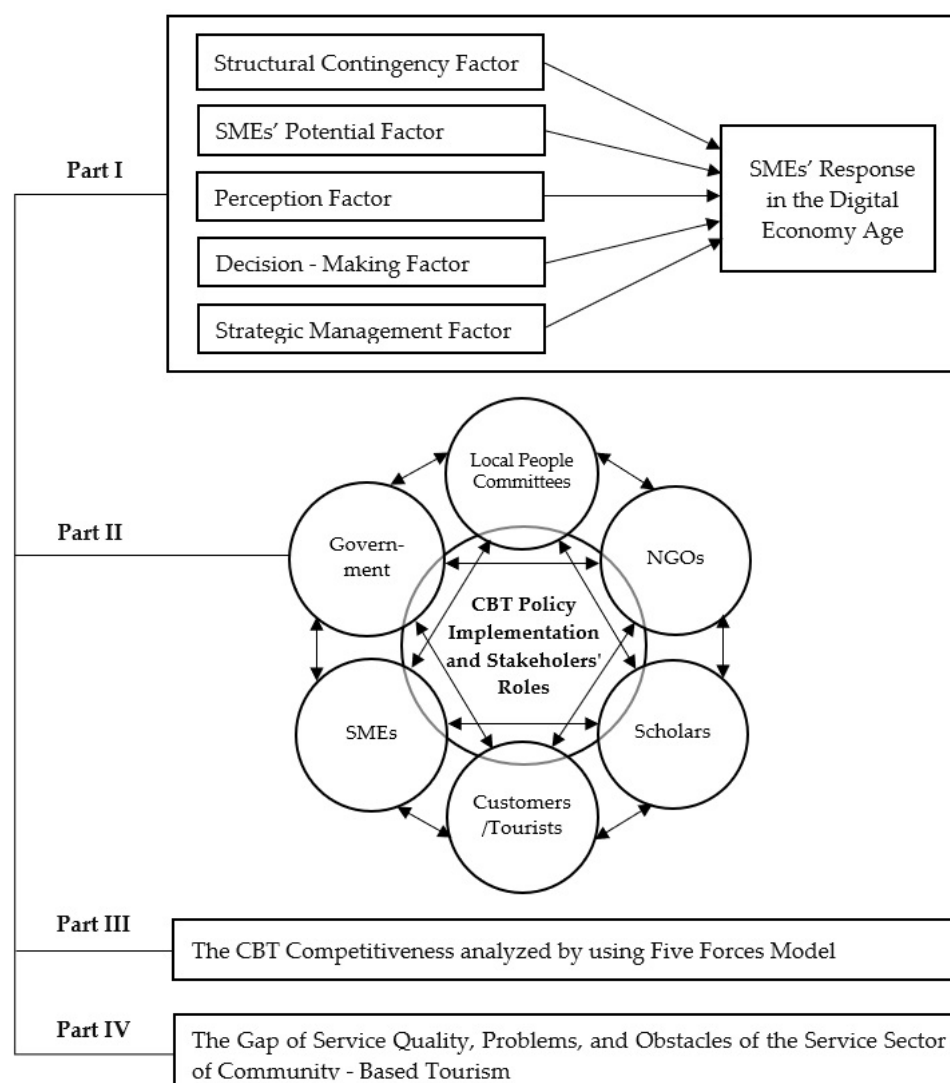 Part I
Structural Contingency Factor
SMEs' Potential Factor
Perception Factor
Decision - Making Factor
Strategic Management Factor
SMEs' Response
in the Digital
Economy Age
Part II
Local People
Committees
Govern-
ment
NGOs
CBT Policy
Implementation
and Stakeholers'
Roles
SMEs
Scholars
Customers
/Tourists
Part III
The CBT Competitiveness analyzed by using Five Forces Model
Part IV
The Gap of Service Quality, Problems, and Obstacles of the Service Sector
of Community - Based Tourism